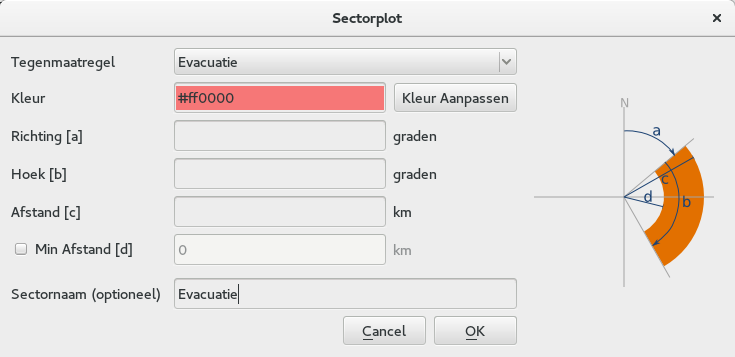 Sectorplot ×
Tegenmaatregel Evacuatie
Kleur #ff0000 Kleur Aanpassen
Richting [a] graden
Hoek [b] graden
Afstand [c] km
Min Afstand [d] 0 km
Sectornaam (optioneel) Evacuatie
Cancel OK
N
a
c
d b